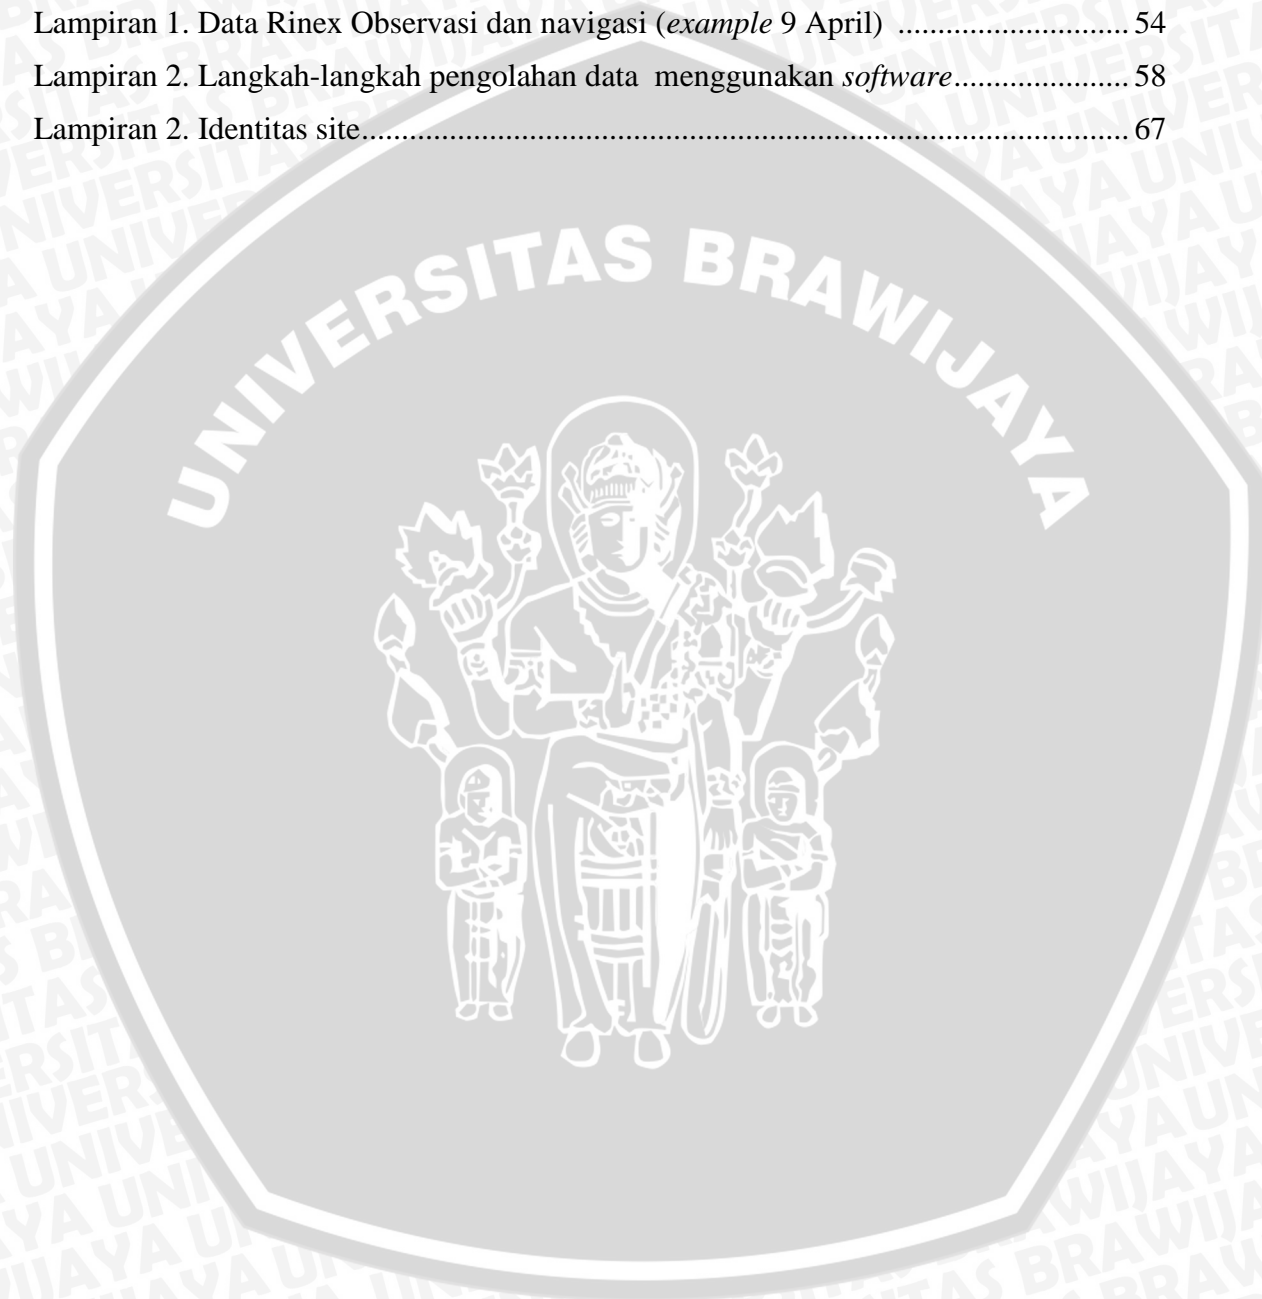 Lampiran 1. Data Rinex Observasi dan navigasi (example 9 April) ............................ 54
Lampiran 2. Langkah-langkah pengolahan data menggunakan software..................... 58
Lampiran 2. Identitas site............................................................................................. 67
UNIVERSITAS BRAWIJAYA